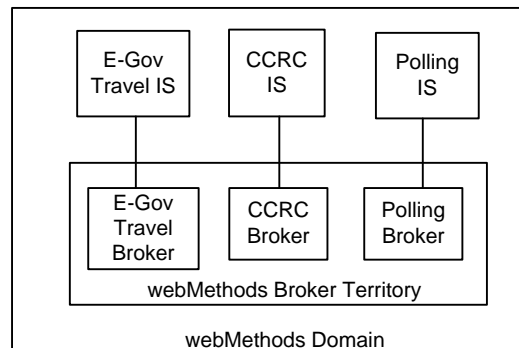 E-Gov
Travel IS
CCRC
IS
Polling
IS
E-Gov
Travel
Broker
CCRC
Broker
Polling
Broker
webMethods Broker Territory
webMethods Domain